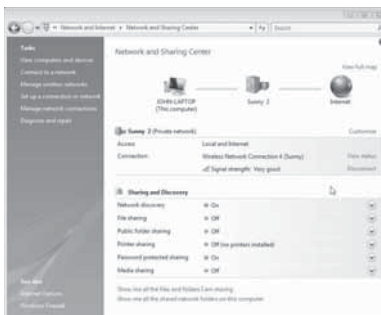 Network and Internet ▸ Network and Sharing Center
Search
Tasks
View computers and devices
Connect to a network
Manage wireless networks
Set up a connection or network
Manage network connections
Diagnose and repair
Network and Sharing Center
View full map
JOHN-LAPTOP
(This computer)
Sunny 2
Internet
Sunny 2 (Private network)
Customize
Access
Local and Internet
Connection
Wireless Network Connection 4 (Sunny)
View status
Signal strength: Very good
Disconnect
Sharing and Discovery
Network discovery
On
File sharing
Off
Public folder sharing
Off
Printer sharing
Off (no printers installed)
Password protected sharing
On
Media sharing
Off
See also
Internet Options
Windows Firewall
Show me all the files and folders I am sharing
Show me all the shared network folders on this computer